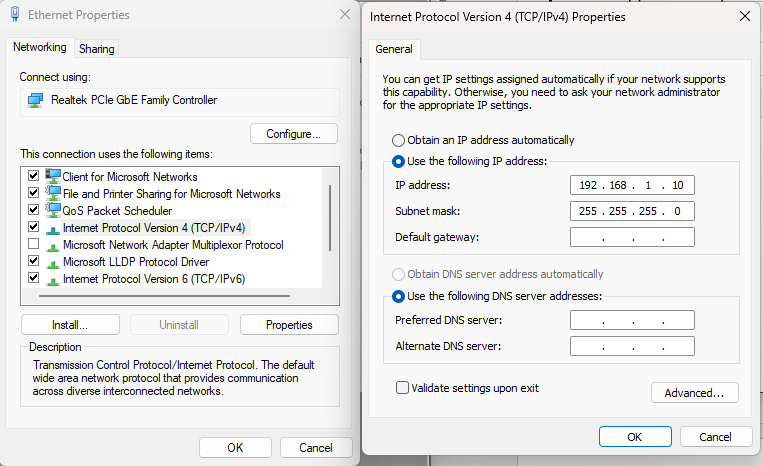 Ethernet Properties
Networking
Sharing
Connect using:
Realtek PCIe GbE Family Controller
Configure...
This connection uses the following items:
Client for Microsoft Networks
File and Printer Sharing for Microsoft Networks
QoS Packet Scheduler
Internet Protocol Version 4 (TCP/IPv4)
Microsoft Network Adapter Multiplexor Protocol
Microsoft LLDP Protocol Driver
Internet Protocol Version 6 (TCP/IPv6)
Install...
Uninstall
Properties
Description
Transmission Control Protocol/Internet Protocol. The default
wide area network protocol that provides communication
across diverse interconnected networks.
OK
Cancel
Internet Protocol Version 4 (TCP/IPv4) Properties
General
You can get IP settings assigned automatically if your network supports
this capability. Otherwise, you need to ask your network administrator
for the appropriate IP settings.
Obtain an IP address automatically
Use the following IP address:
IP address: 192 . 168 . 1 . 10
Subnet mask: 255 . 255 . 255 . 0
Default gateway: . . .
Obtain DNS server address automatically
Use the following DNS server addresses:
Preferred DNS server: . . .
Alternate DNS server: . . .
Validate settings upon exit
Advanced...
OK
Cancel